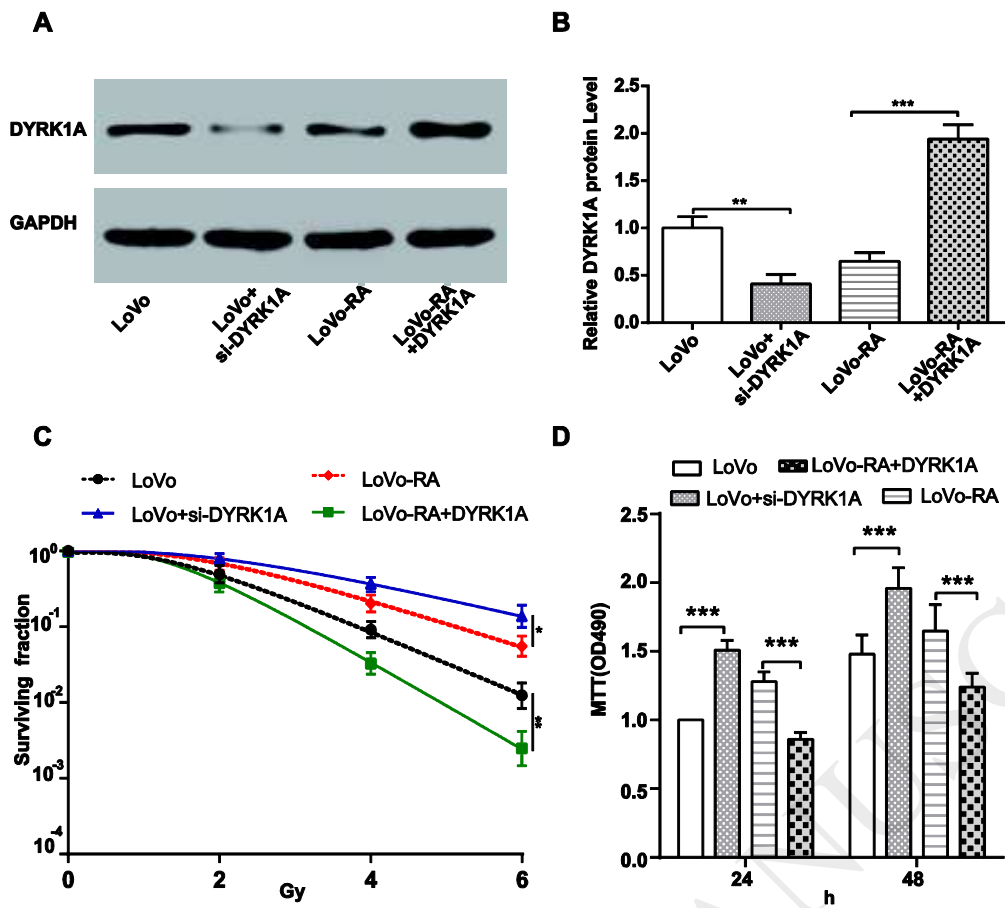 A
DYRK1A
GAPDH
LoVo
LoVo+
si-DYRK1A
LoVo-RA
LoVo-RA
+DYRK1A
B
Relative DYRK1A protein Level
2.5
2.0
1.5
1.0
0.5
0.0
**
***
LoVo
LoVo+
si-DYRK1A
LoVo-RA
LoVo-RA
+DYRK1A
C
LoVo
LoVo-RA
LoVo+si-DYRK1A
LoVo-RA+DYRK1A
Surviving fraction
10^0
10^-1
10^-2
10^-3
10^-4
*
**
0
2
4
6
Gy
D
LoVo
LoVo-RA+DYRK1A
LoVo+si-DYRK1A
LoVo-RA
MTT(OD490)
2.5
2.0
1.5
1.0
0.5
0.0
***
***
***
***
24
48
h